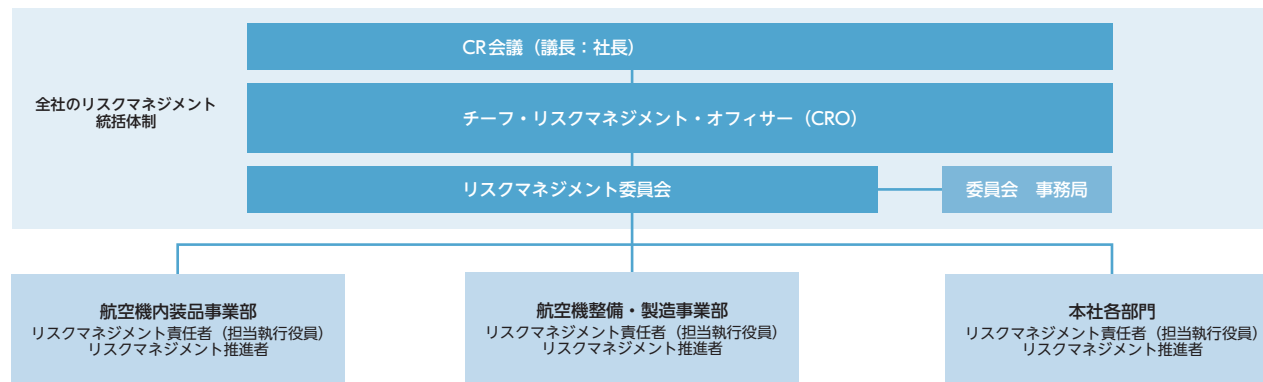 CR会議（議長：社長）
全社のリスクマネジメント
統括体制
チーフ・リスクマネジメント・オフィサー（CRO）
リスクマネジメント委員会
委員会　事務局
航空機内装品事業部
リスクマネジメント責任者（担当執行役員）
リスクマネジメント推進者
航空機整備・製造事業部
リスクマネジメント責任者（担当執行役員）
リスクマネジメント推進者
本社各部門
リスクマネジメント責任者（担当執行役員）
リスクマネジメント推進者